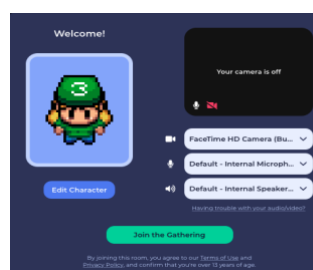 Welcome!
3
Edit Character
Your camera is off
FaceTime HD Camera (Bu...
Default - Internal Microph...
Default - Internal Speaker...
Having trouble with your audio/video?
Join the Gathering
By joining this room, you agree to our Terms of Use and
Privacy Policy, and confirm that you're over 13 years of age.